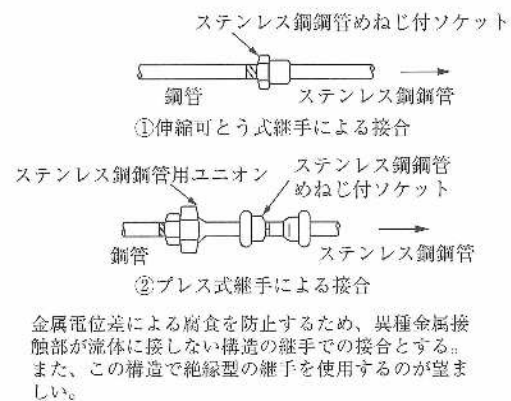 ステンレス鋼鋼管めねじ付ソケット
鋼管
ステンレス鋼鋼管
①伸縮可とう式継手による接合
ステンレス鋼鋼管用ユニオン
ステンレス鋼鋼管
めねじ付ソケット
鋼管
ステンレス鋼鋼管
②プレス式継手による接合
金属電位差による腐食を防止するため、異種金属接
触部が流体に接しない構造の継手での接合とする。
また、この構造で絶縁型の継手を使用するのが望ま
しい。